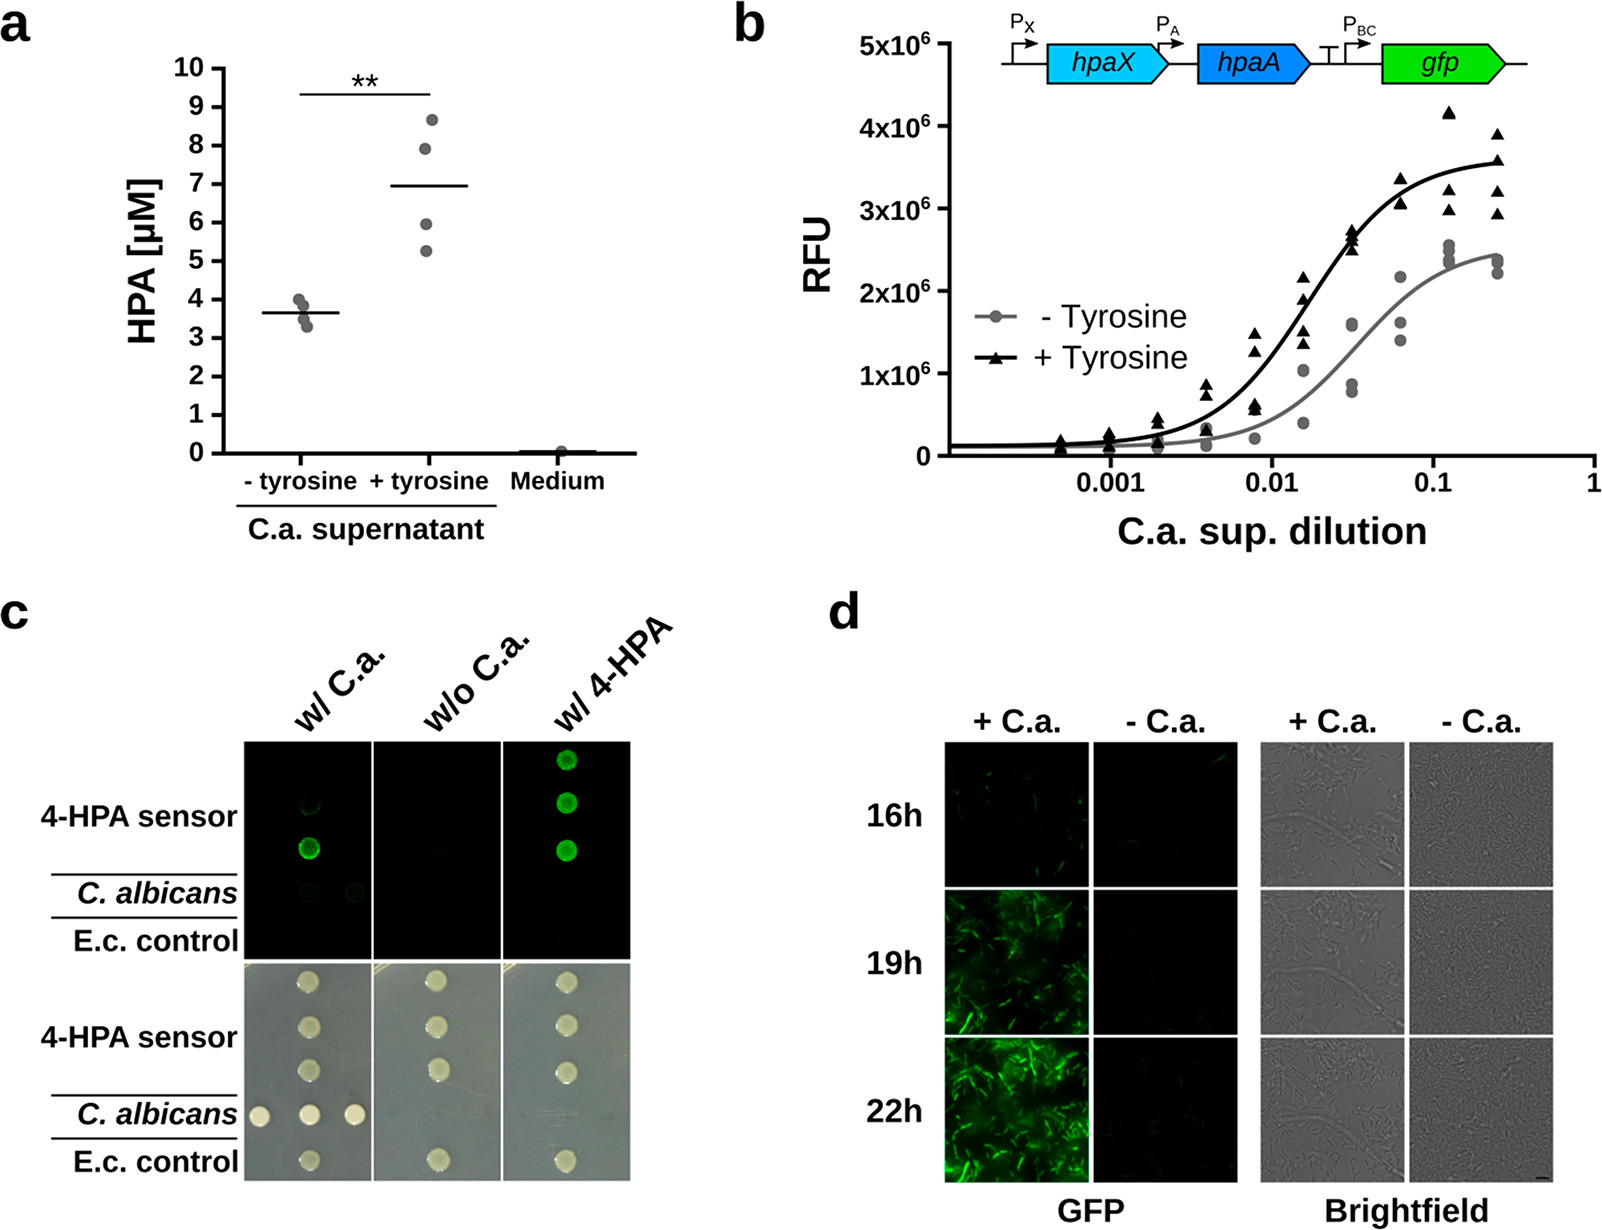 a
HPA [µM]
10
9
8
7
6
5
4
3
2
1
0
**
- tyrosine
+ tyrosine
Medium
C.a. supernatant
b
RFU
5x10⁶
4x10⁶
3x10⁶
2x10⁶
1x10⁶
0
Pₓ
hpaX
P_A
hpaA
P_BC
gfp
- Tyrosine
+ Tyrosine
0.001
0.01
0.1
1
C.a. sup. dilution
c
w/ C.a.
w/o C.a.
w/ 4-HPA
4-HPA sensor
C. albicans
E.c. control
4-HPA sensor
C. albicans
E.c. control
d
+ C.a.
- C.a.
+ C.a.
- C.a.
16h
19h
22h
GFP
Brightfield